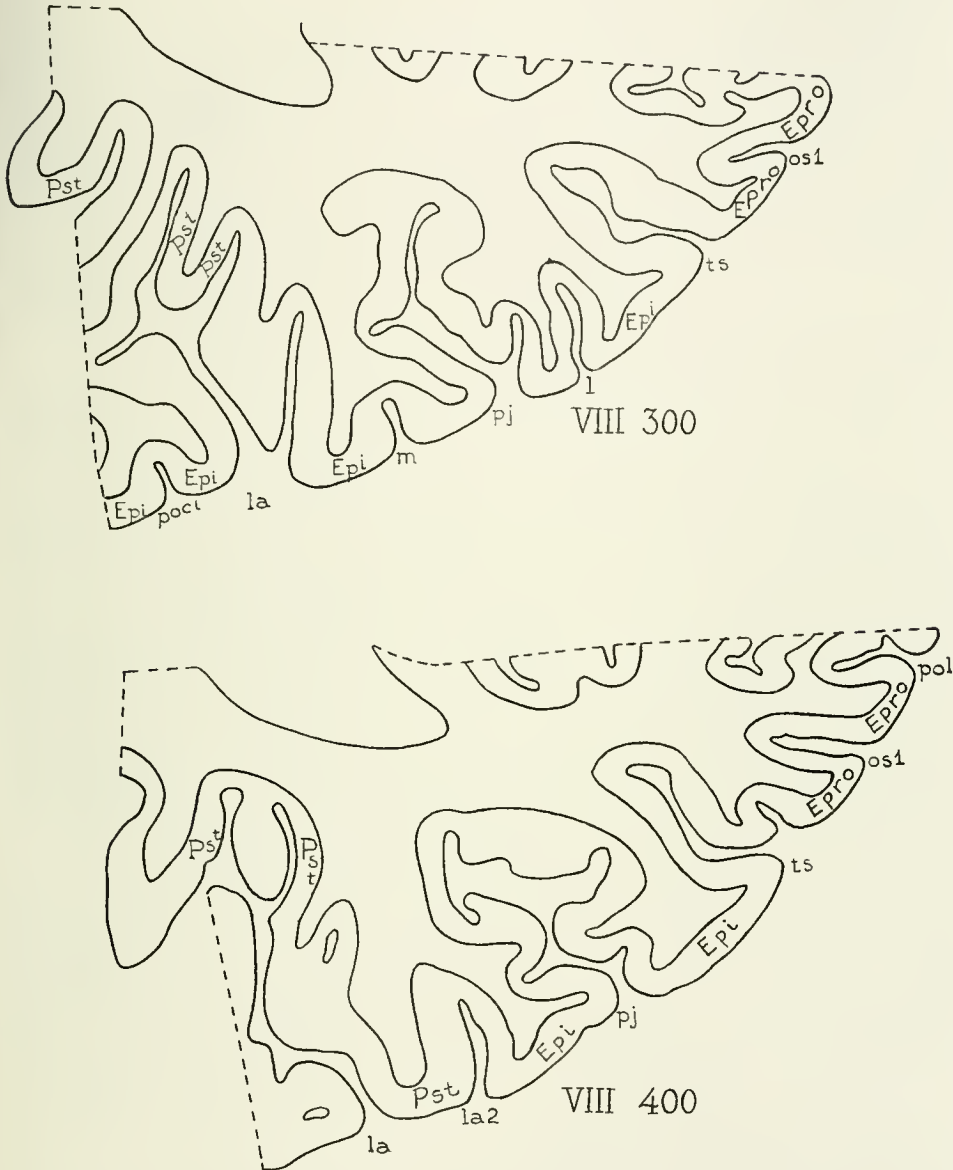 Epro
os1
Pst
Epro
Pst
Pst
ts
Epi
l
pj
VIII 300
m
Epi
Epi
la
Epi
poci
pol
Epro
os1
Epro
Pst
Pst
ts
Epi
pj
Epi
Pst
VIII 400
la2
la